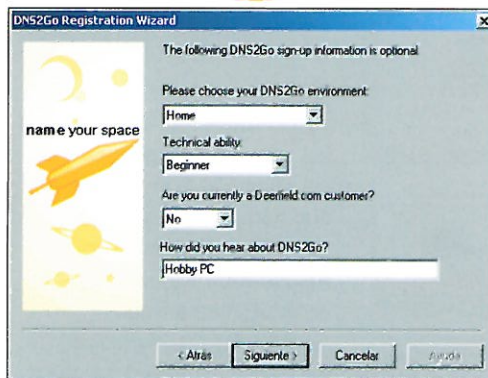 DNS2Go Registration Wizard
The following DNS2Go sign-up information is optional
Please choose your DNS2Go environment:
Home
name your space
Technical ability:
Beginner
Are you currently a Deerfield.com customer?
No
How did you hear about DNS2Go?
Hobby PC
< Atrás
Siguiente >
Cancelar
Ayuda